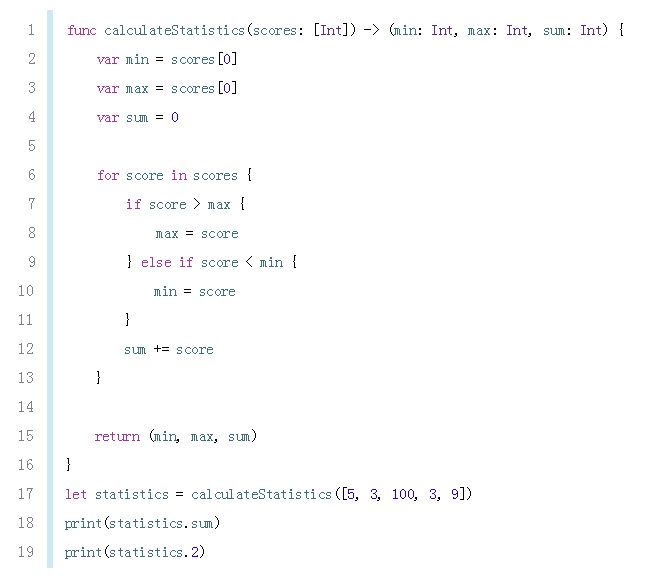 1 func calculateStatistics(scores: [Int]) -> (min: Int, max: Int, sum: Int) {
2     var min = scores[0]
3     var max = scores[0]
4     var sum = 0
5
6     for score in scores {
7         if score > max {
8             max = score
9         } else if score < min {
10             min = score
11         }
12         sum += score
13     }
14
15     return (min, max, sum)
16 }
17 let statistics = calculateStatistics([5, 3, 100, 3, 9])
18 print(statistics.sum)
19 print(statistics.2)